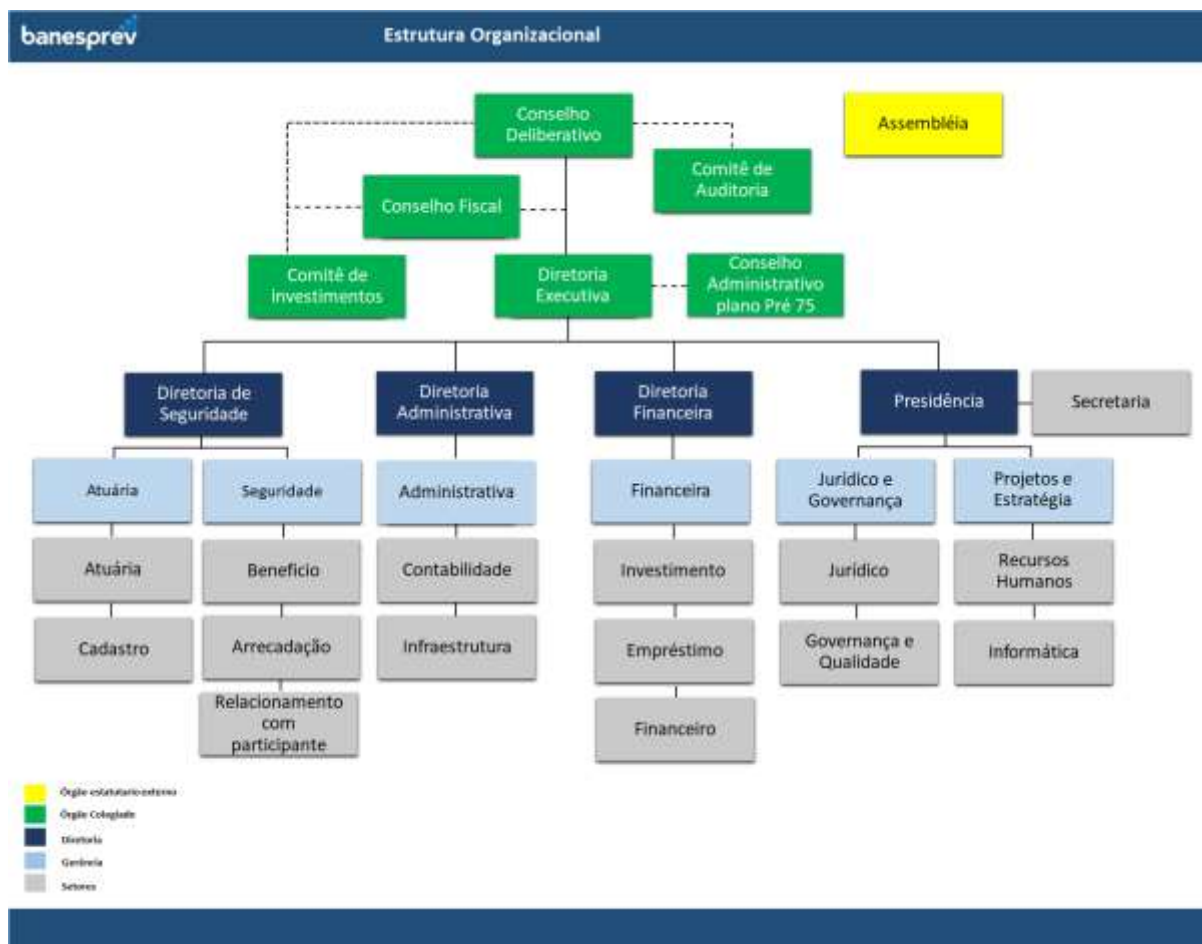 banesprev
Estrutura Organizacional
Conselho
Deliberativo
Assembléia
Comitê de
Auditoria
Conselho Fiscal
Comitê de
Investimentos
Diretoria
Executiva
Conselho
Administrativo
plano Pré 75
Diretoria de
Seguridade
Diretoria
Administrativa
Diretoria
Financeira
Presidência
Secretaria
Atuária
Seguridade
Administrativa
Financeira
Jurídico e
Governança
Projetos e
Estratégia
Atuária
Benefício
Contabilidade
Investimento
Jurídico
Recursos
Humanos
Cadastro
Arrecadação
Infraestrutura
Empréstimo
Governança e
Qualidade
Informática
Relacionamento
com
participante
Financeiro
Órgão estatutario externo
Órgão Colegiado
Diretoria
Gerência
Setores